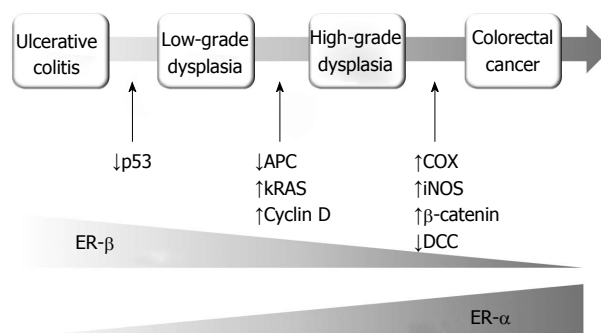 Ulcerative
colitis
Low-grade
dysplasia
High-grade
dysplasia
Colorectal
cancer
↓p53
↓APC
↑kRAS
↑Cyclin D
↑COX
↑iNOS
↑β-catenin
↓DCC
ER-β
ER-α